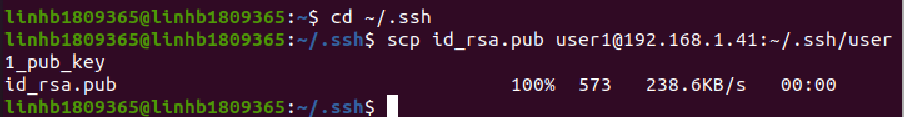 linhb1809365@linhb1809365:~$ cd ~/.ssh
linhb1809365@linhb1809365:~/.ssh$ scp id_rsa.pub user1@192.168.1.41:~/.ssh/user
1_pub_key
id_rsa.pub                                    100%  573   238.6KB/s   00:00
linhb1809365@linhb1809365:~/.ssh$